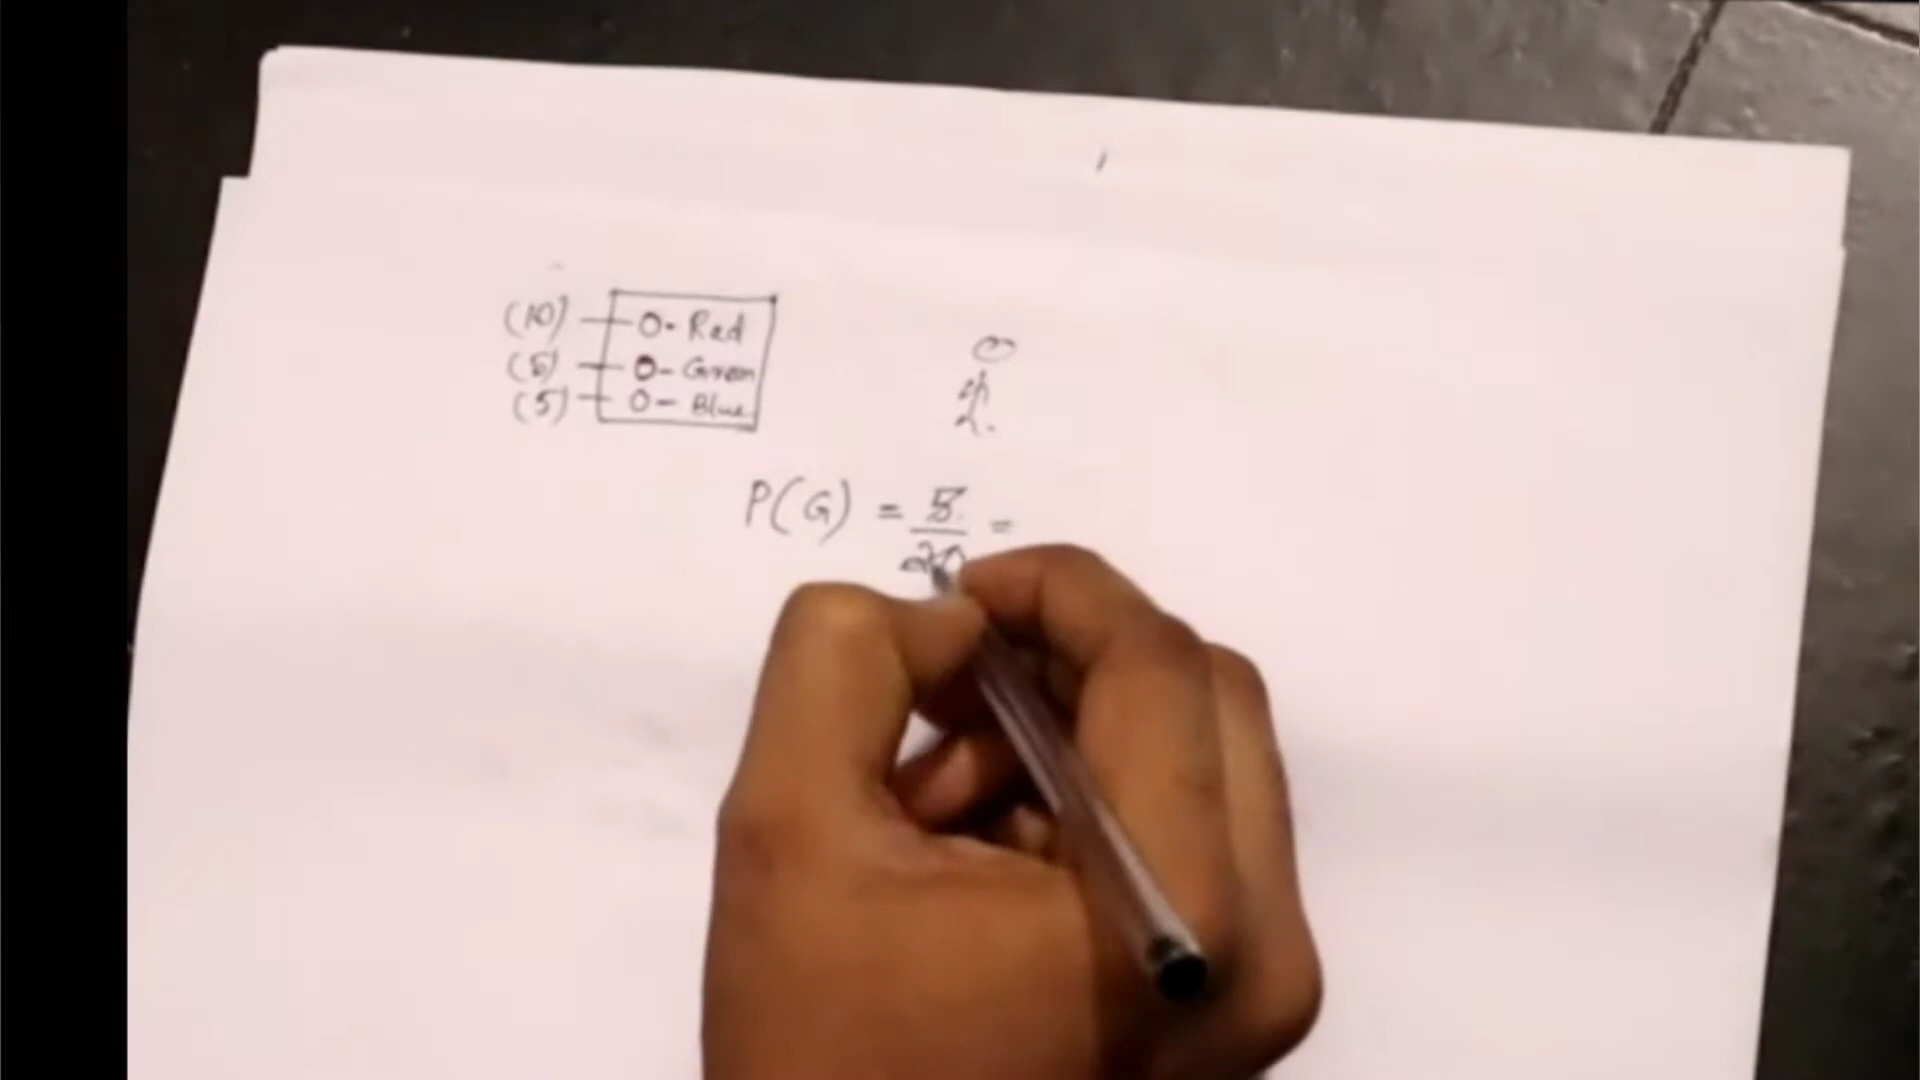 (10) — O - Red
(5) — O - Green
(5) — O - Blue
P(G) = 5/20 =